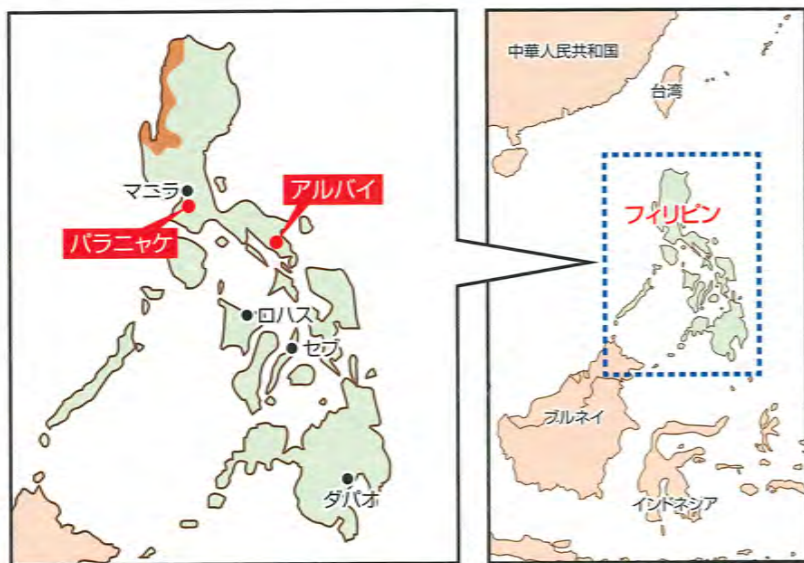 マニラ
アルバイ
パラニャケ
ロハス
セブ
ダバオ
中華人民共和国
台湾
フィリピン
ブルネイ
インドネシア